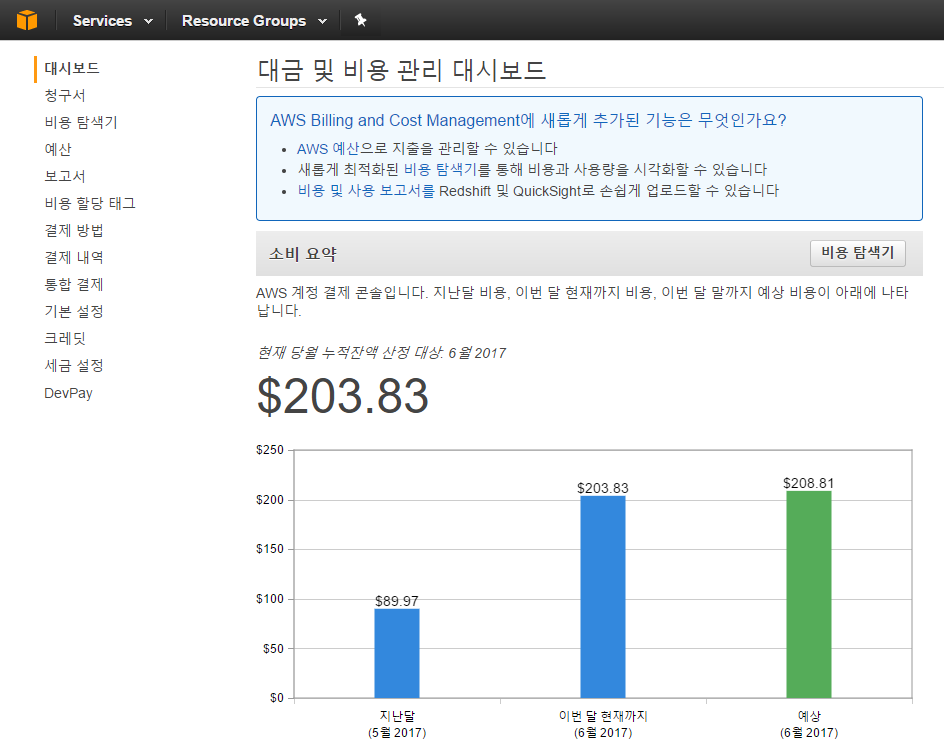 Services Resource Groups
대시보드
청구서
비용 탐색기
예산
보고서
비용 할당 태그
결제 방법
결제 내역
통합 결제
기본 설정
크레딧
세금 설정
DevPay
대금 및 비용 관리 대시보드
AWS Billing and Cost Management에 새롭게 추가된 기능은 무엇인가요?
• AWS 예산으로 지출을 관리할 수 있습니다
• 새롭게 최적화된 비용 탐색기를 통해 비용과 사용량을 시각화할 수 있습니다
• 비용 및 사용 보고서를 Redshift 및 QuickSight로 손쉽게 업로드할 수 있습니다
소비 요약 비용 탐색기
AWS 계정 결제 콘솔입니다. 지난달 비용, 이번 달 현재까지 비용, 이번 달 말까지 예상 비용이 아래에 나타
납니다.
현재 당월 누적잔액 산정 대상: 6월 2017
$203.83
$250
$200
$150
$100
$50
$0
$89.97
$203.83
$208.81
지난달
(5월 2017)
이번 달 현재까지
(6월 2017)
예상
(6월 2017)